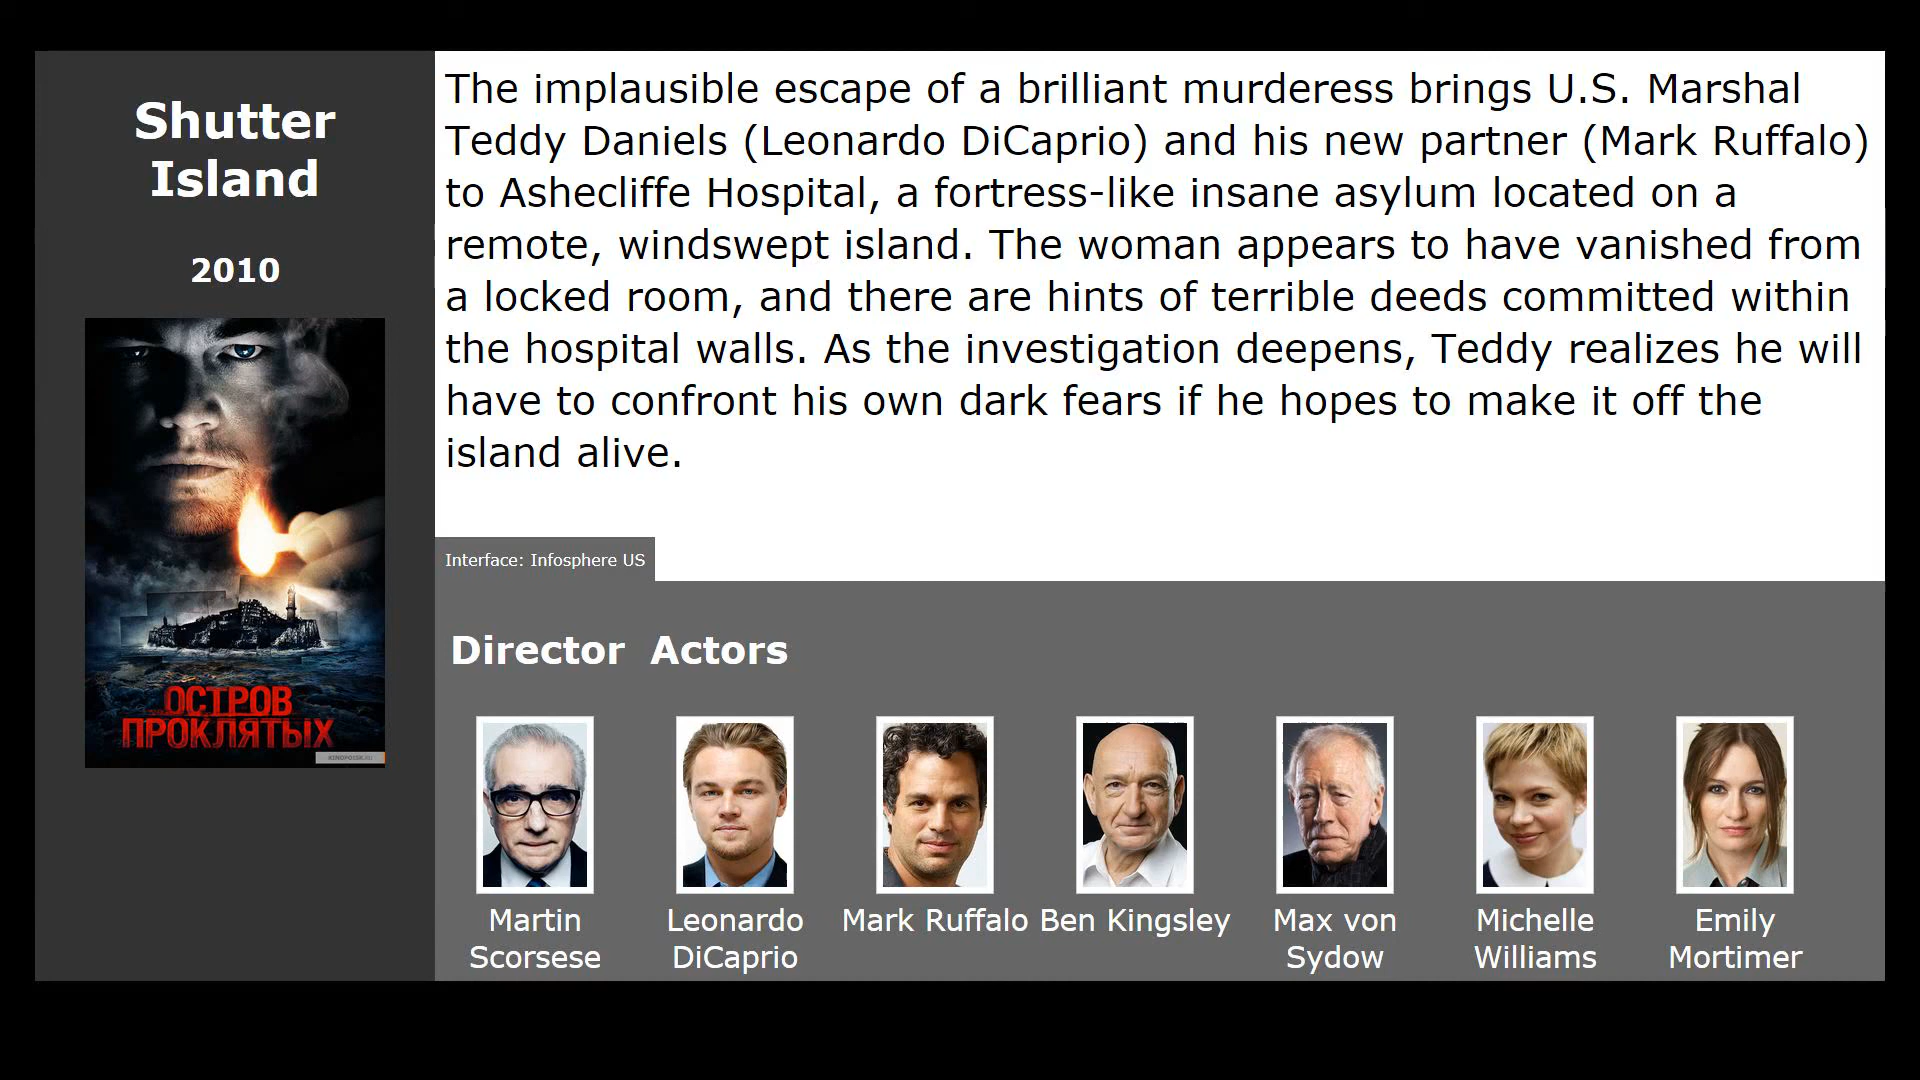 Shutter
Island
2010
ОСТРОВ
ПРОКЛЯТЫХ
KINOPOISK.RU
The implausible escape of a brilliant murderess brings U.S. Marshal
Teddy Daniels (Leonardo DiCaprio) and his new partner (Mark Ruffalo)
to Ashecliffe Hospital, a fortress-like insane asylum located on a
remote, windswept island. The woman appears to have vanished from
a locked room, and there are hints of terrible deeds committed within
the hospital walls. As the investigation deepens, Teddy realizes he will
have to confront his own dark fears if he hopes to make it off the
island alive.
Interface: Infosphere US
Director Actors
Martin
Scorsese
Leonardo
DiCaprio
Mark Ruffalo
Ben Kingsley
Max von
Sydow
Michelle
Williams
Emily
Mortimer